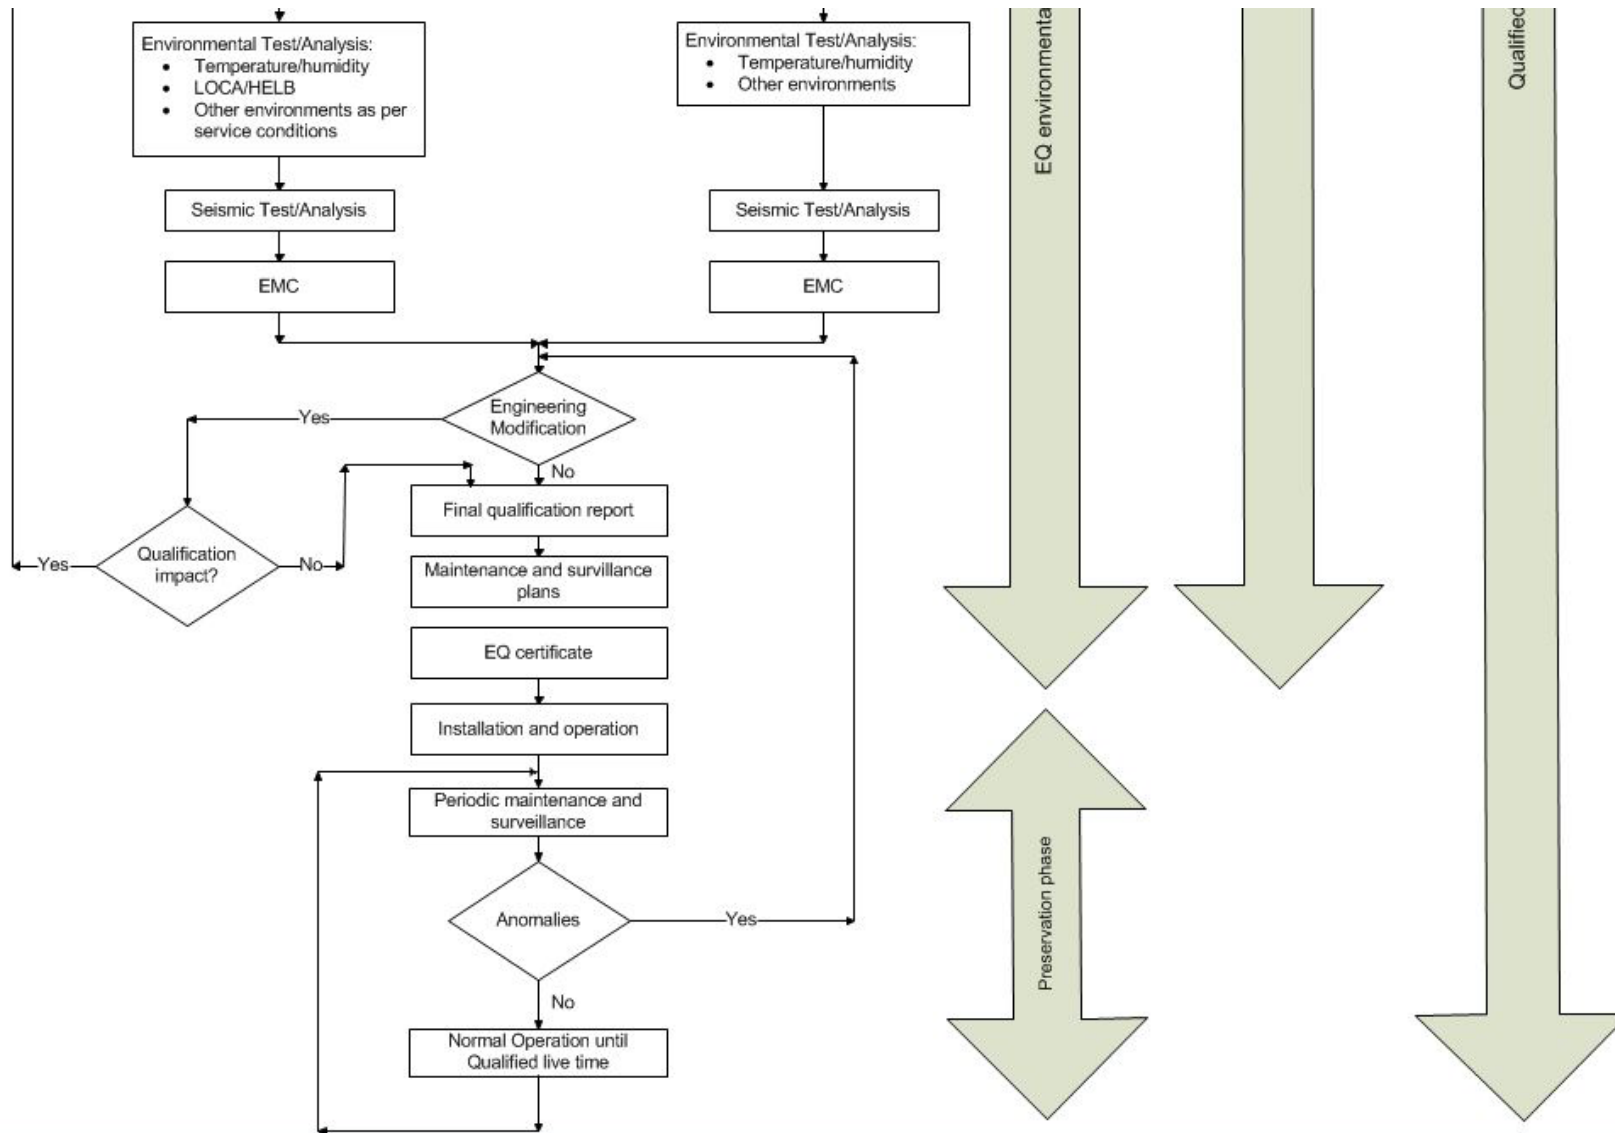 Environmental Test/Analysis:
• Temperature/humidity
• LOCA/HELB
• Other environments as per
service conditions
Environmental Test/Analysis:
• Temperature/humidity
• Other environments
Seismic Test/Analysis
Seismic Test/Analysis
EMC
EMC
Engineering
Modification
Yes
No
Final qualification report
Qualification
impact?
Yes
No
Maintenance and survillance
plans
EQ certificate
Installation and operation
Periodic maintenance and
surveillance
Anomalies
Yes
No
Normal Operation until
Qualified live time
EQ environmenta
Preservation phase
Qualified